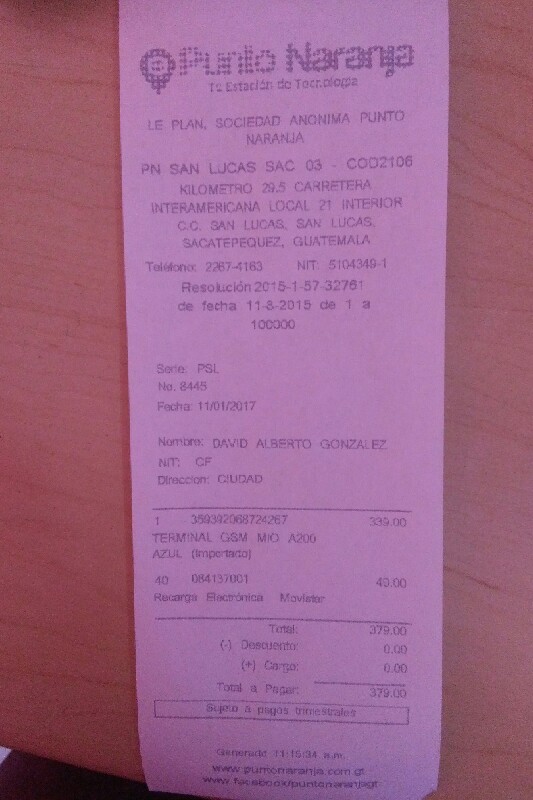 Punto Naranja
Tu Estación de Tecnología
LE PLAN, SOCIEDAD ANONIMA PUNTO
NARANJA
PN SAN LUCAS SAC 03 - COD2106
KILOMETRO 29.5 CARRETERA
INTERAMERICANA LOCAL 21 INTERIOR
C.C. SAN LUCAS, SAN LUCAS,
SACATEPEQUEZ, GUATEMALA
Teléfono: 2267-4163 NIT: 5104349-1
Resolución 2015-1-57-32761
de fecha 11-8-2015 de 1 a
100000
Serie: PSL
No. 8445
Fecha: 11/01/2017
Nombre: DAVID ALBERTO GONZALEZ
NIT: CF
Direccion: CIUDAD
1 359392068724267 339.00
TERMINAL GSM MIO A200
AZUL (Importado)
40 084137001 40.00
Recarga Electrónica Movistar
Total: 379.00
(-) Descuento: 0.00
(+) Cargo: 0.00
Total a Pagar: 379.00
Sujeto a pagos trimestrales
Generado 11:15:34 a.m.
www.puntonaranja.com.gt
www.facebook/puntonaranjagt